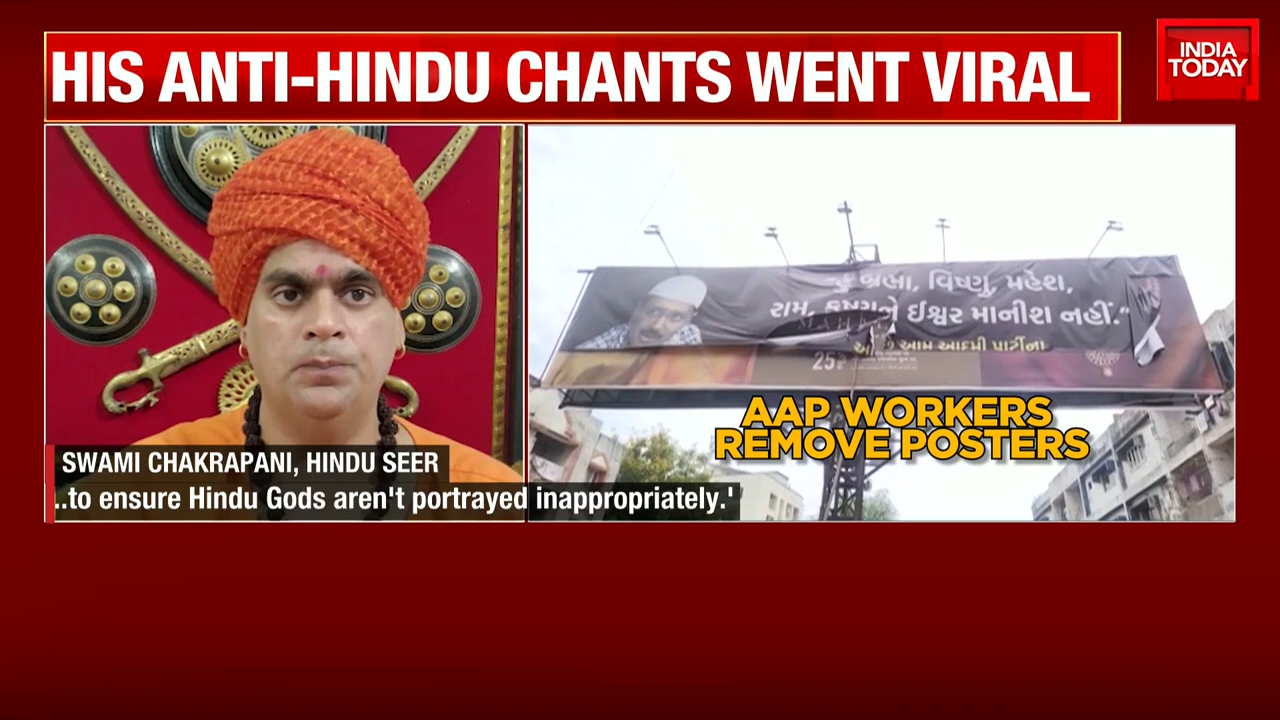 HIS ANTI-HINDU CHANTS WENT VIRAL
INDIA
TODAY
SWAMI CHAKRAPANI, HINDU SEER
..to ensure Hindu Gods aren't portrayed inappropriately.'
બ્રહ્મા, વિષ્ણુ, મહેશ,
રામ, ઈશ્વર માનીશ નહીં."
આમ આદમી પાર્ટીના
25
AAP WORKERS
REMOVE POSTERS